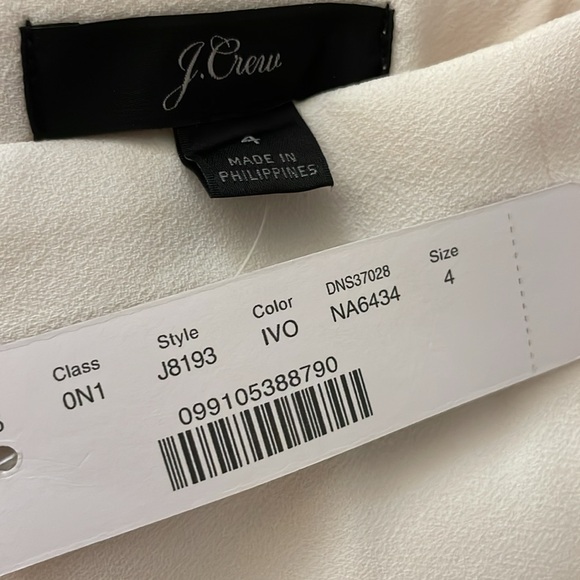 J.Crew
4
MADE IN
PHILIPPINES
Class
0N1
Style
J8193
Color
IVO
DNS37028
NA6434
Size
4
099105388790